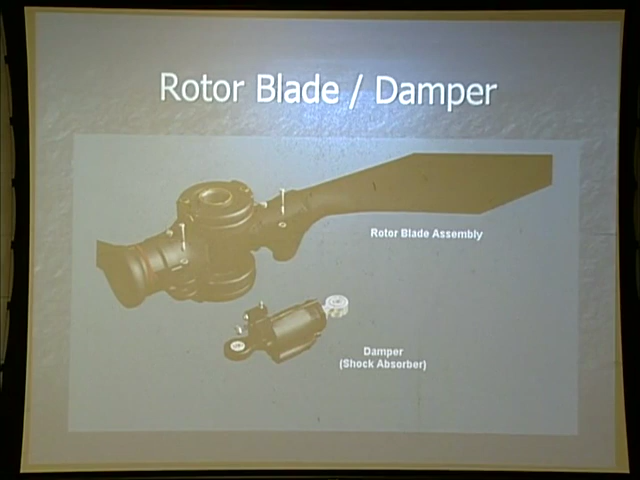 Rotor Blade / Damper
Rotor Blade Assembly
Damper
(Shock Absorber)